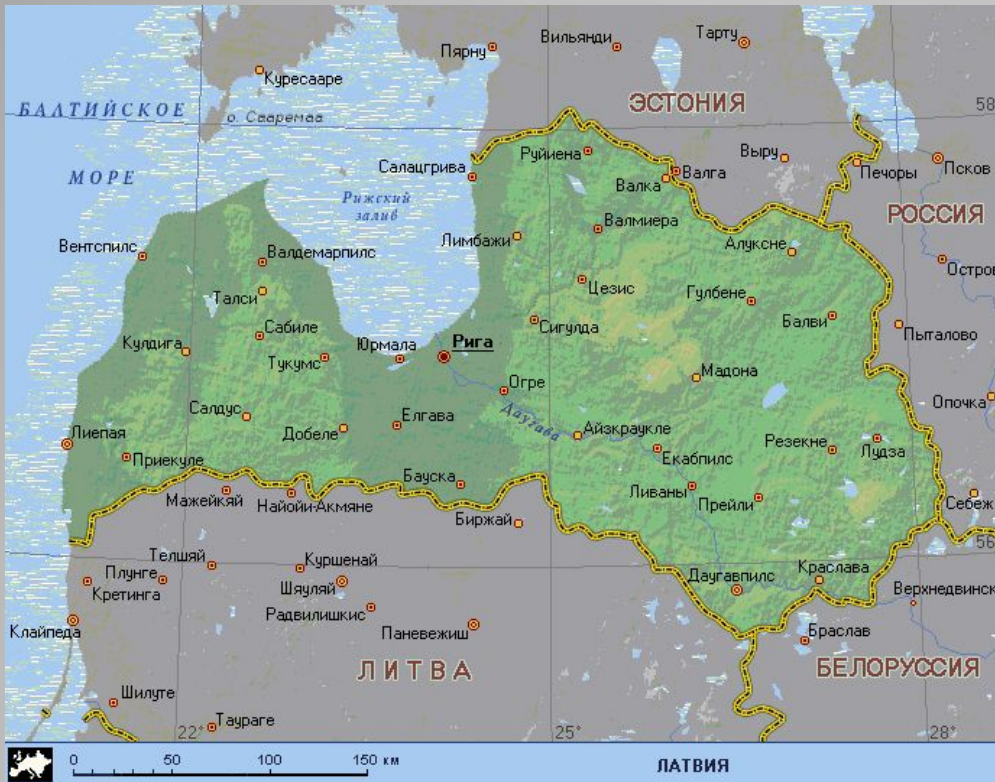 Пярну
Вильянди
Тарту
Куресааре
БАЛТИЙСКОЕ
МОРЕ
о. Сааремаа
ЭСТОНИЯ
58
Салацгрива
Руйиена
Валка
Валга
Выру
Печоры
Псков
Рижский
залив
РОССИЯ
Вентспилс
Лимбажи
Валмиера
Алуксне
Валдемарпилс
Остров
Талси
Цезис
Гулбене
Балви
Пыталово
Сабиле
Сигулда
Кулдига
Тукумс
Юрмала
Рига
Мадона
Огре
Опочка
Салдус
Добеле
Елгава
Даугава
Айзкраукле
Лиепая
Приекуле
Екабпилс
Резекне
Лудза
Бауска
Ливаны
Прейли
Себеж
Мажейкяй
Найойи-Акмяне
Биржай
56
Телшяй
Куршенай
Плунге
Кретинга
Шяуляй
Даугавпилс
Краслава
Верхнедвинск
Радвилишкис
Клайпеда
Паневежиш
Браслав
ЛИТВА
БЕЛОРУССИЯ
Шилуте
Таураге
22°
25°
28°
0 50 100 150 км
ЛАТВИЯ